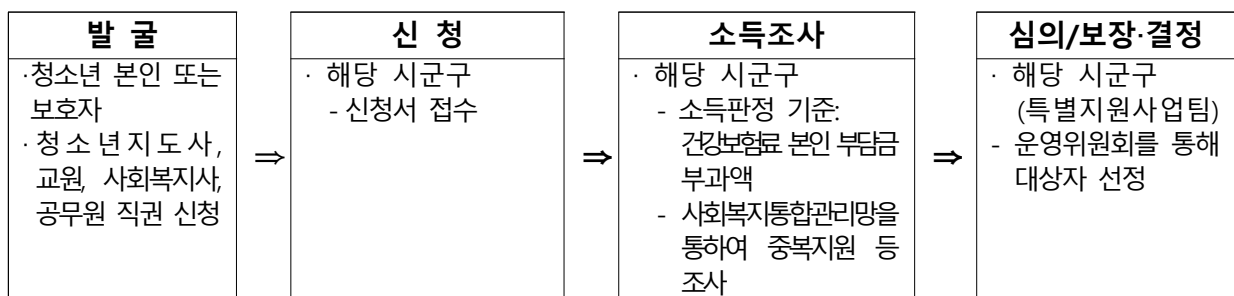 발 굴
·청소년 본인 또는
보호자
·청소년지도사,
교원, 사회복지사,
공무원 직권 신청
⇒
신 청
· 해당 시군구
- 신청서 접수
⇒
소득조사
· 해당 시군구
- 소득판정 기준:
건강보험료 본인 부담금
부과액
- 사회복지통합관리망을
통하여 중복지원 등
조사
⇒
심의/보장·결정
· 해당 시군구
(특별지원사업팀)
- 운영위원회를 통해
대상자 선정